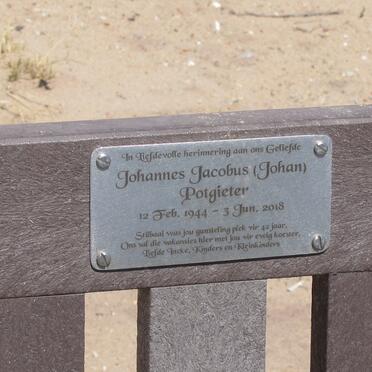 In Liefdevolle herinnering aan ons Geliefde
Johannes Jacobus (Johan)
Potgieter
12 Feb. 1944 – 3 Jun. 2018
Stilbaai was jou gunsteling plek vir 42 jaar,
Ons sal die vakansies hier met jou vir ewig koester,
Liefde Ineke, Kinders en Kleinkinders